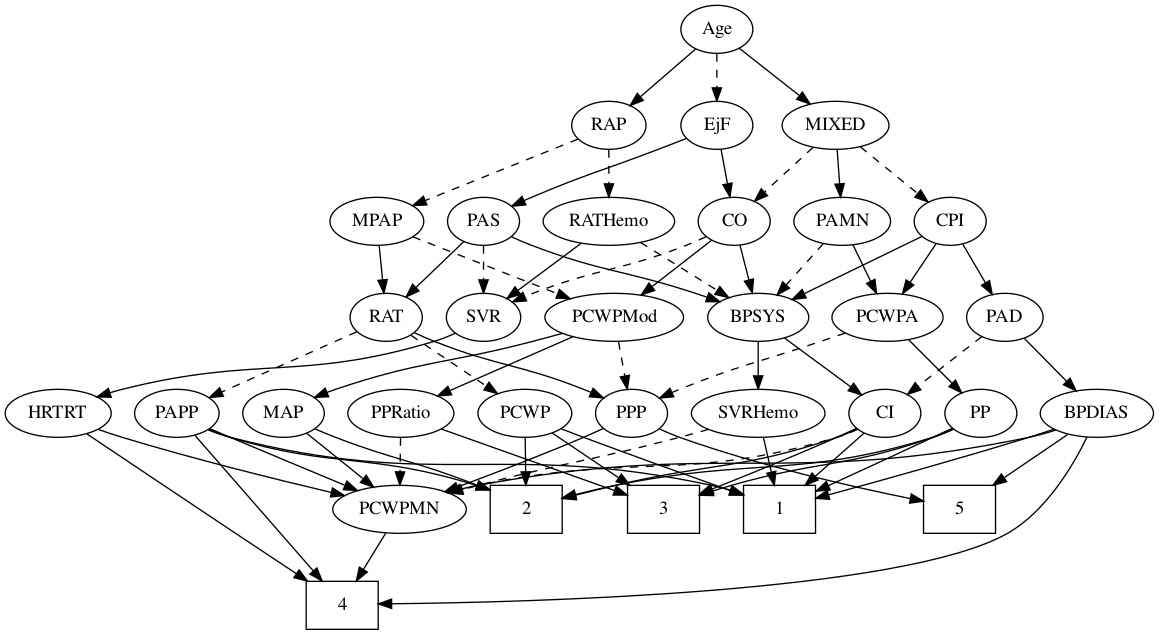 Age
RAP EjF MIXED
MPAP PAS RATHemo CO PAMN CPI
RAT SVR PCWPMod BPSYS PCWPA PAD
HRTRT PAPP MAP PPRatio PCWP PPP SVRHemo CI PP BPDIAS
PCWPMN 2 3 1 5
4